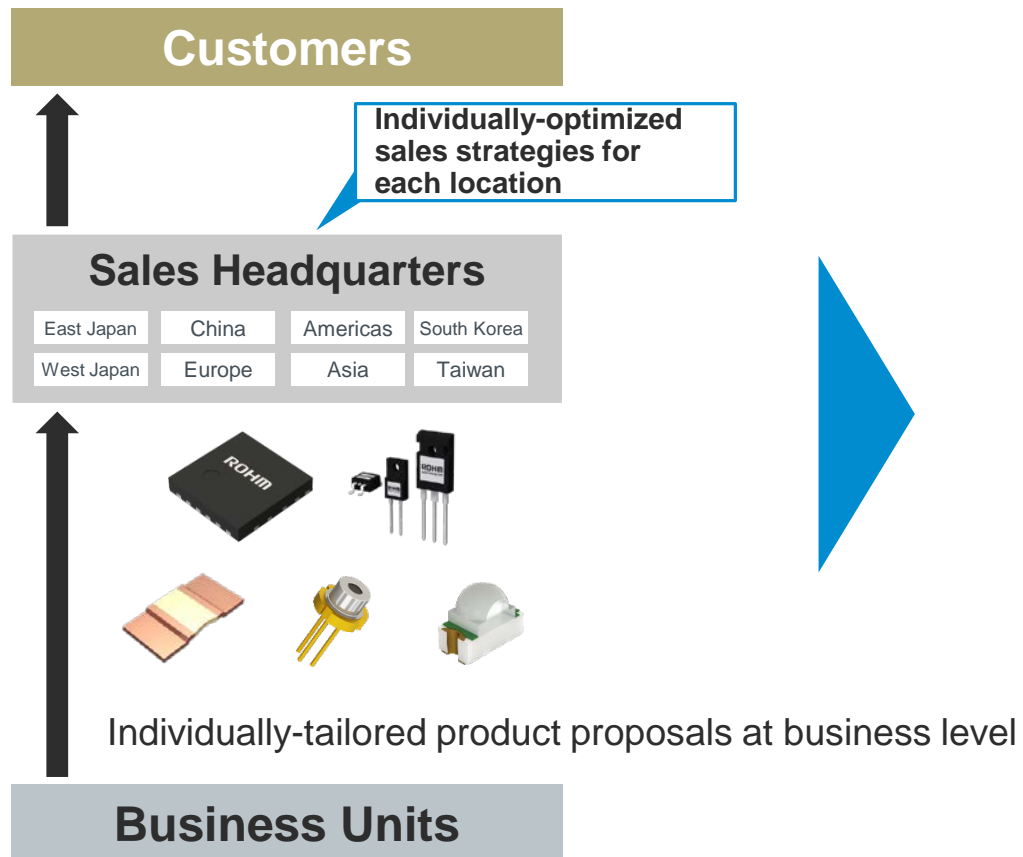 Customers
Individually-optimized
sales strategies for
each location
Sales Headquarters
East Japan
China
Americas
South Korea
West Japan
Europe
Asia
Taiwan
ROHM
ROHM
ROHM
Individually-tailored product proposals at business level
Business Units